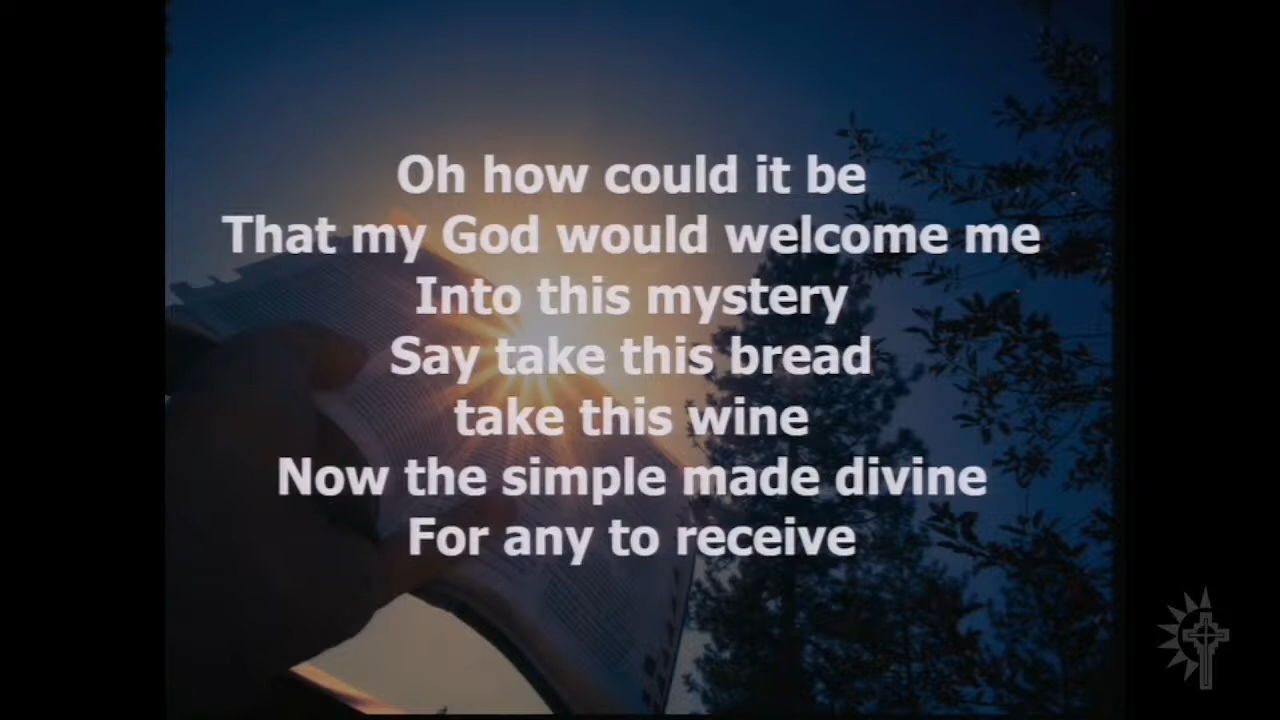 Oh how could it be
That my God would welcome me
Into this mystery
Say take this bread
take this wine
Now the simple made divine
For any to receive